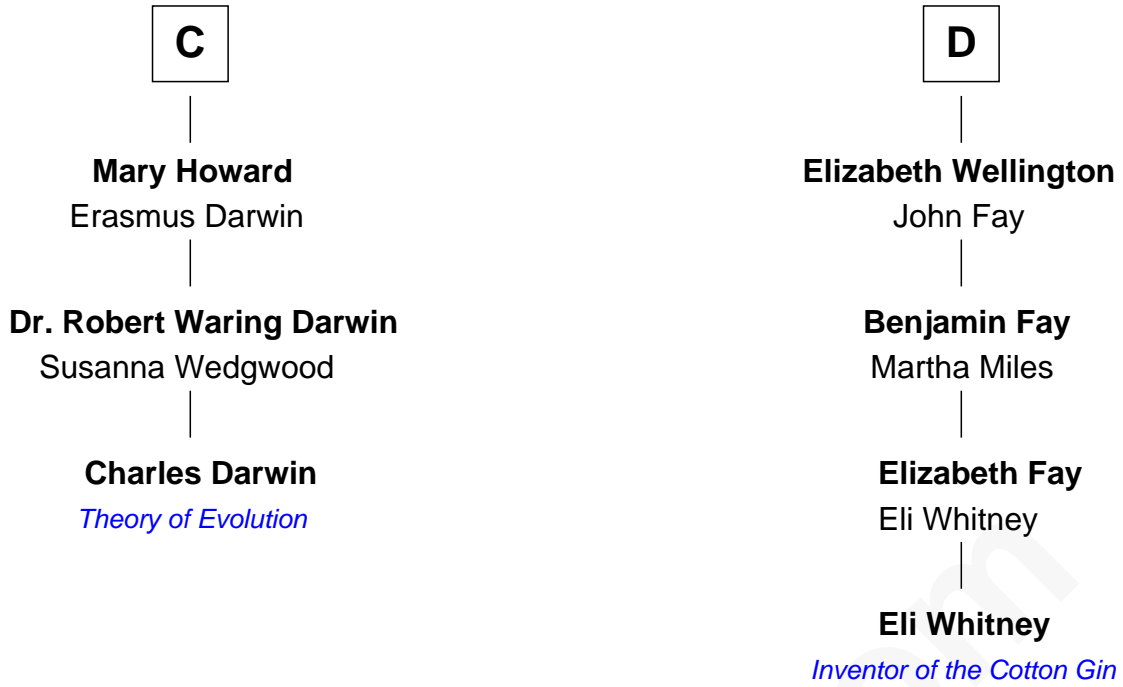 C
Mary Howard
Erasmus Darwin
Dr. Robert Waring Darwin
Susanna Wedgwood
Charles Darwin
Theory of Evolution
D
Elizabeth Wellington
John Fay
Benjamin Fay
Martha Miles
Elizabeth Fay
Eli Whitney
Eli Whitney
Inventor of the Cotton Gin